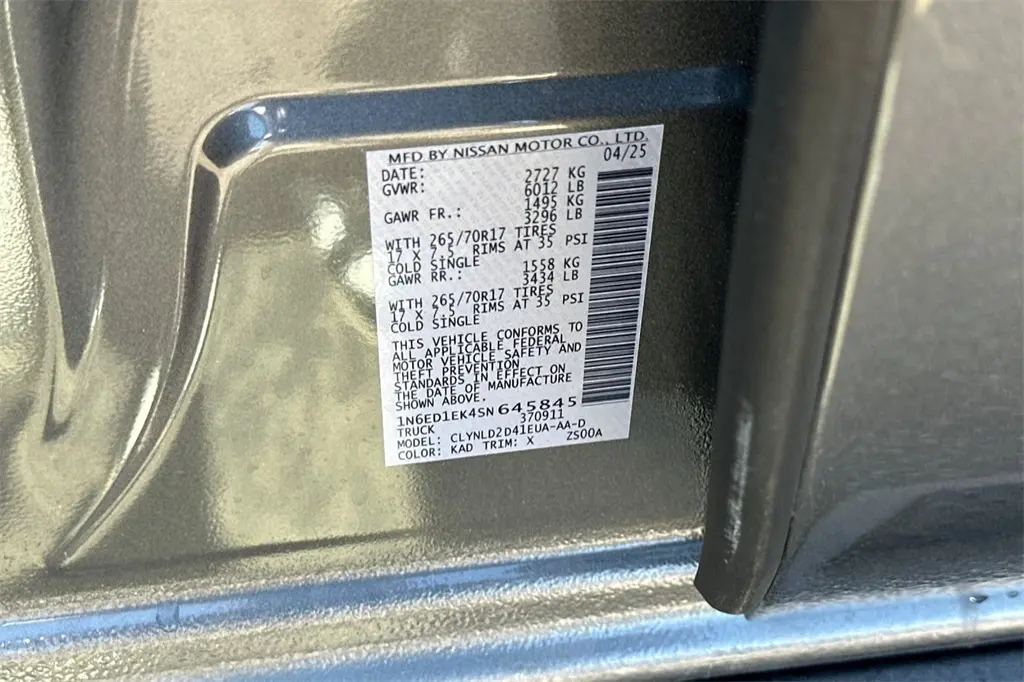 MFD BY NISSAN MOTOR CO., LTD.
DATE: 04/25
GVWR: 2727 KG
6012 LB
GAWR FR.: 1495 KG
3296 LB
WITH 265/70R17 TIRES
17 X 7.5 RIMS AT 35 PSI
COLD SINGLE
GAWR RR.: 1558 KG
3434 LB
WITH 265/70R17 TIRES
17 X 7.5 RIMS AT 35 PSI
COLD SINGLE
THIS VEHICLE CONFORMS TO
ALL APPLICABLE FEDERAL
MOTOR VEHICLE SAFETY AND
THEFT PREVENTION
STANDARDS IN EFFECT ON
THE DATE OF MANUFACTURE
SHOWN ABOVE.
1N6ED1EK4SN645845
TRUCK 370911
MODEL: CLYNLD2D41EUA-AA-D
COLOR: KAD TRIM: X ZS00A